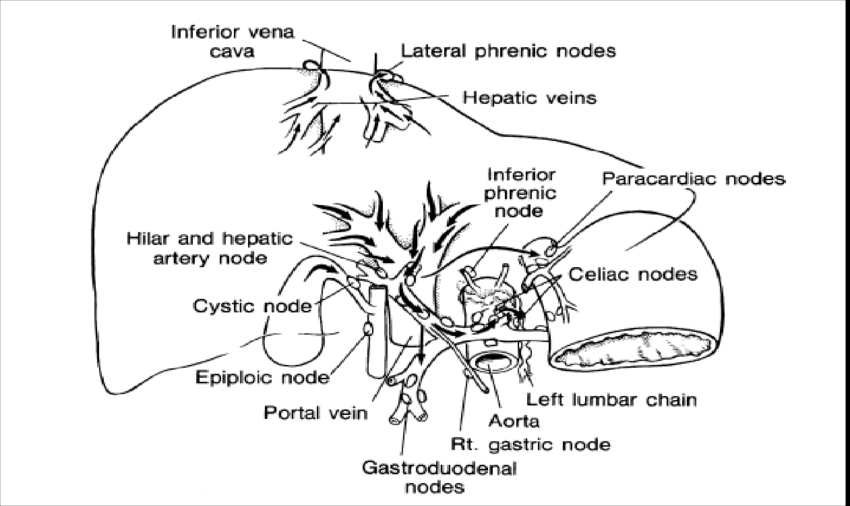 Inferior vena
cava
Lateral phrenic nodes
Hepatic veins
Inferior
phrenic
node
Paracardiac nodes
Hilar and hepatic
artery node
Celiac nodes
Cystic node
Epiploic node
Portal vein
Left lumbar chain
Aorta
Rt. gastric node
Gastroduodenal
nodes